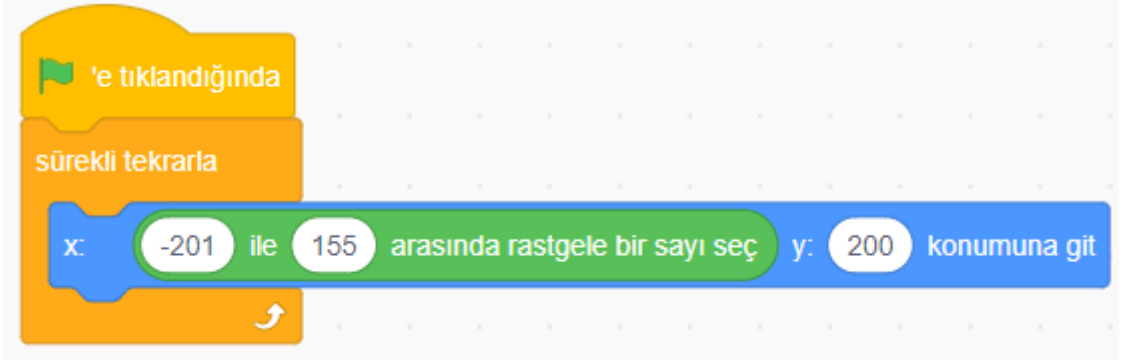 'e tıklandığında
sürekli tekrarla
x: -201 ile 155 arasında rastgele bir sayı seç y: 200 konumuna git